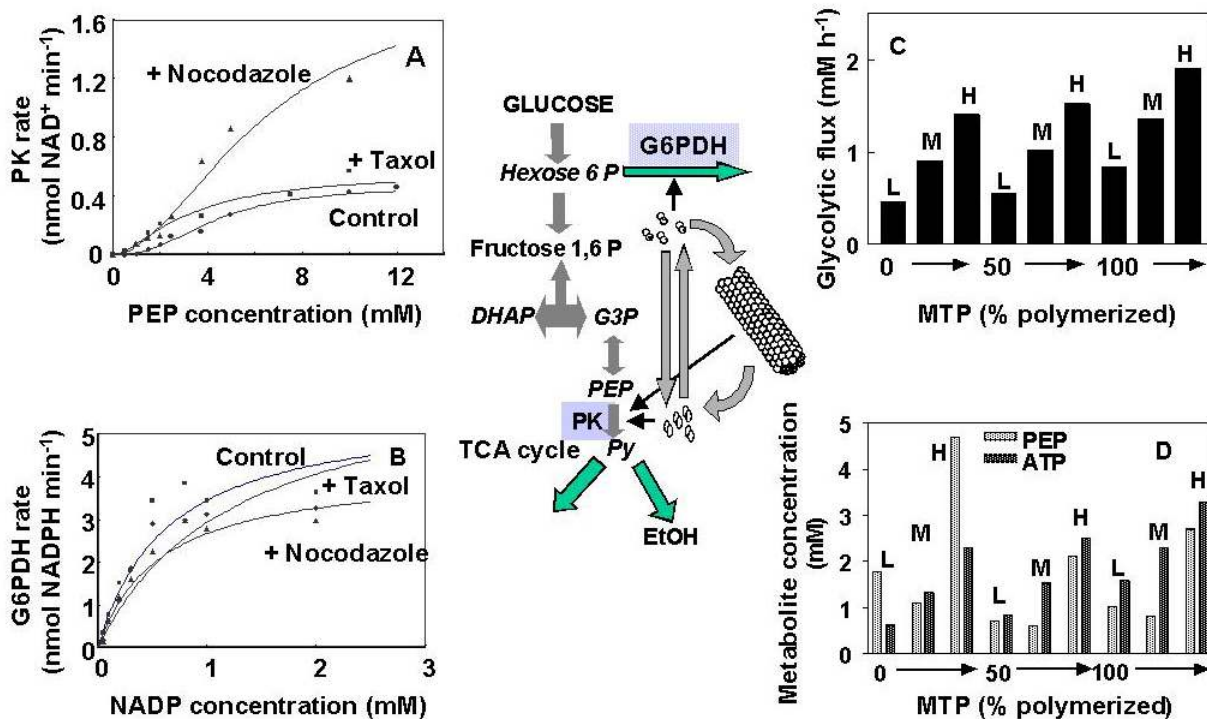 A
PK rate
(nmol NAD⁺ min⁻¹)
1.6
1.2
0.8
0.4
0
+ Nocodazole
+ Taxol
Control
0 4 8 12
PEP concentration (mM)
B
G6PDH rate
(nmol NADPH min⁻¹)
5
4
3
2
1
0
Control
+ Taxol
+ Nocodazole
0 1 2 3
NADP concentration (mM)
GLUCOSE
G6PDH
Hexose 6 P
Fructose 1,6 P
DHAP
G3P
PEP
PK
Py
TCA cycle
EtOH
C
Glycolytic flux (mM h⁻¹)
2
1
0
L M H L M H L M H
0 50 100
MTP (% polymerized)
D
Metabolite concentration
(mM)
5
4
3
2
1
0
PEP
ATP
L M H L M H L M H
0 50 100
MTP (% polymerized)